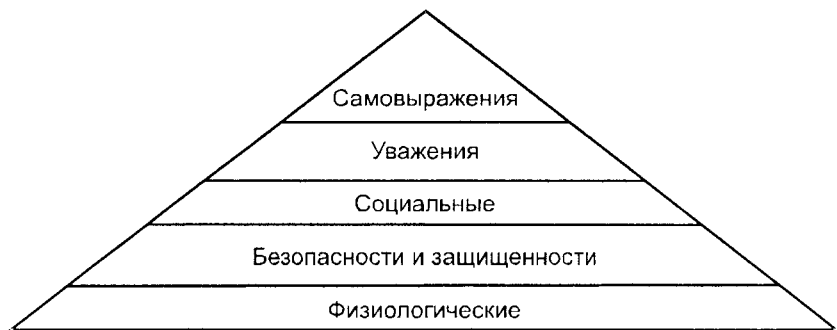 Самовыражения
Уважения
Социальные
Безопасности и защищенности
Физиологические